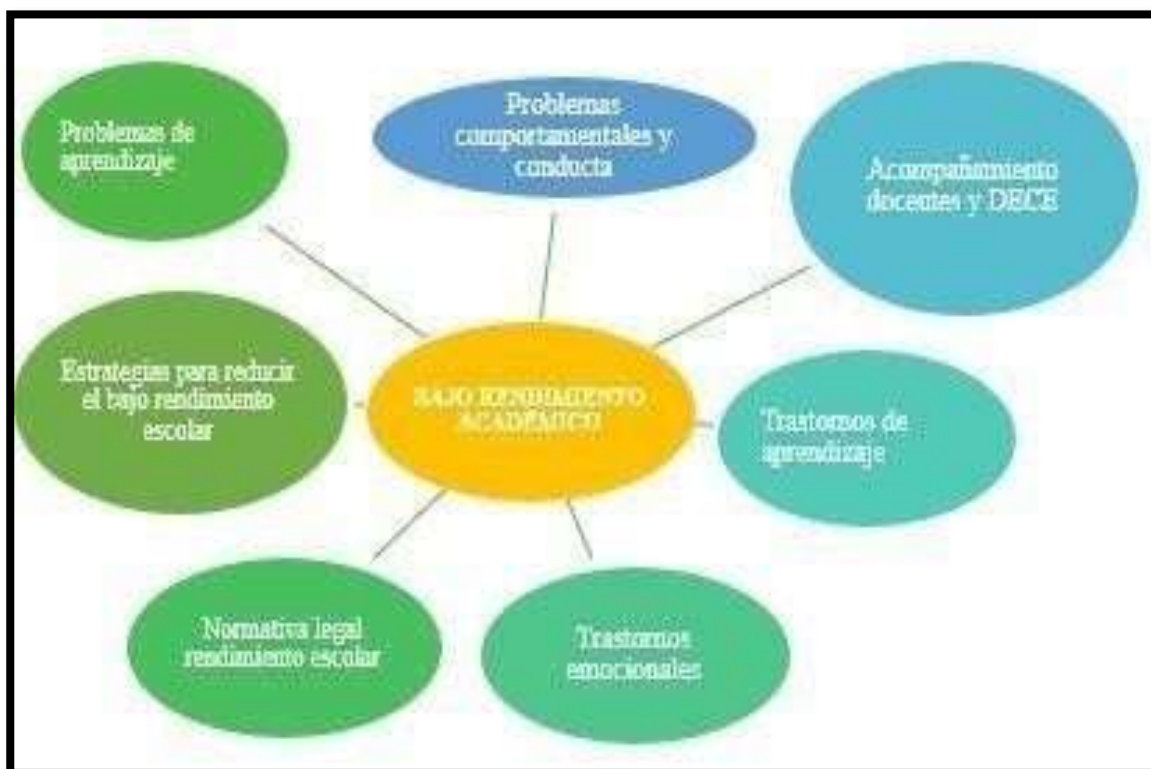 Problemas de
aprendizaje
Problemas
comportamentales y
conducta
Acompañamiento
docentes y DECE
Estrategias para reducir
el bajo rendimiento
escolar
BAJO RENDIMIENTO
ACADÉMICO
Trastornos de
aprendizaje
Normativa legal
rendimiento escolar
Trastornos
emocionales